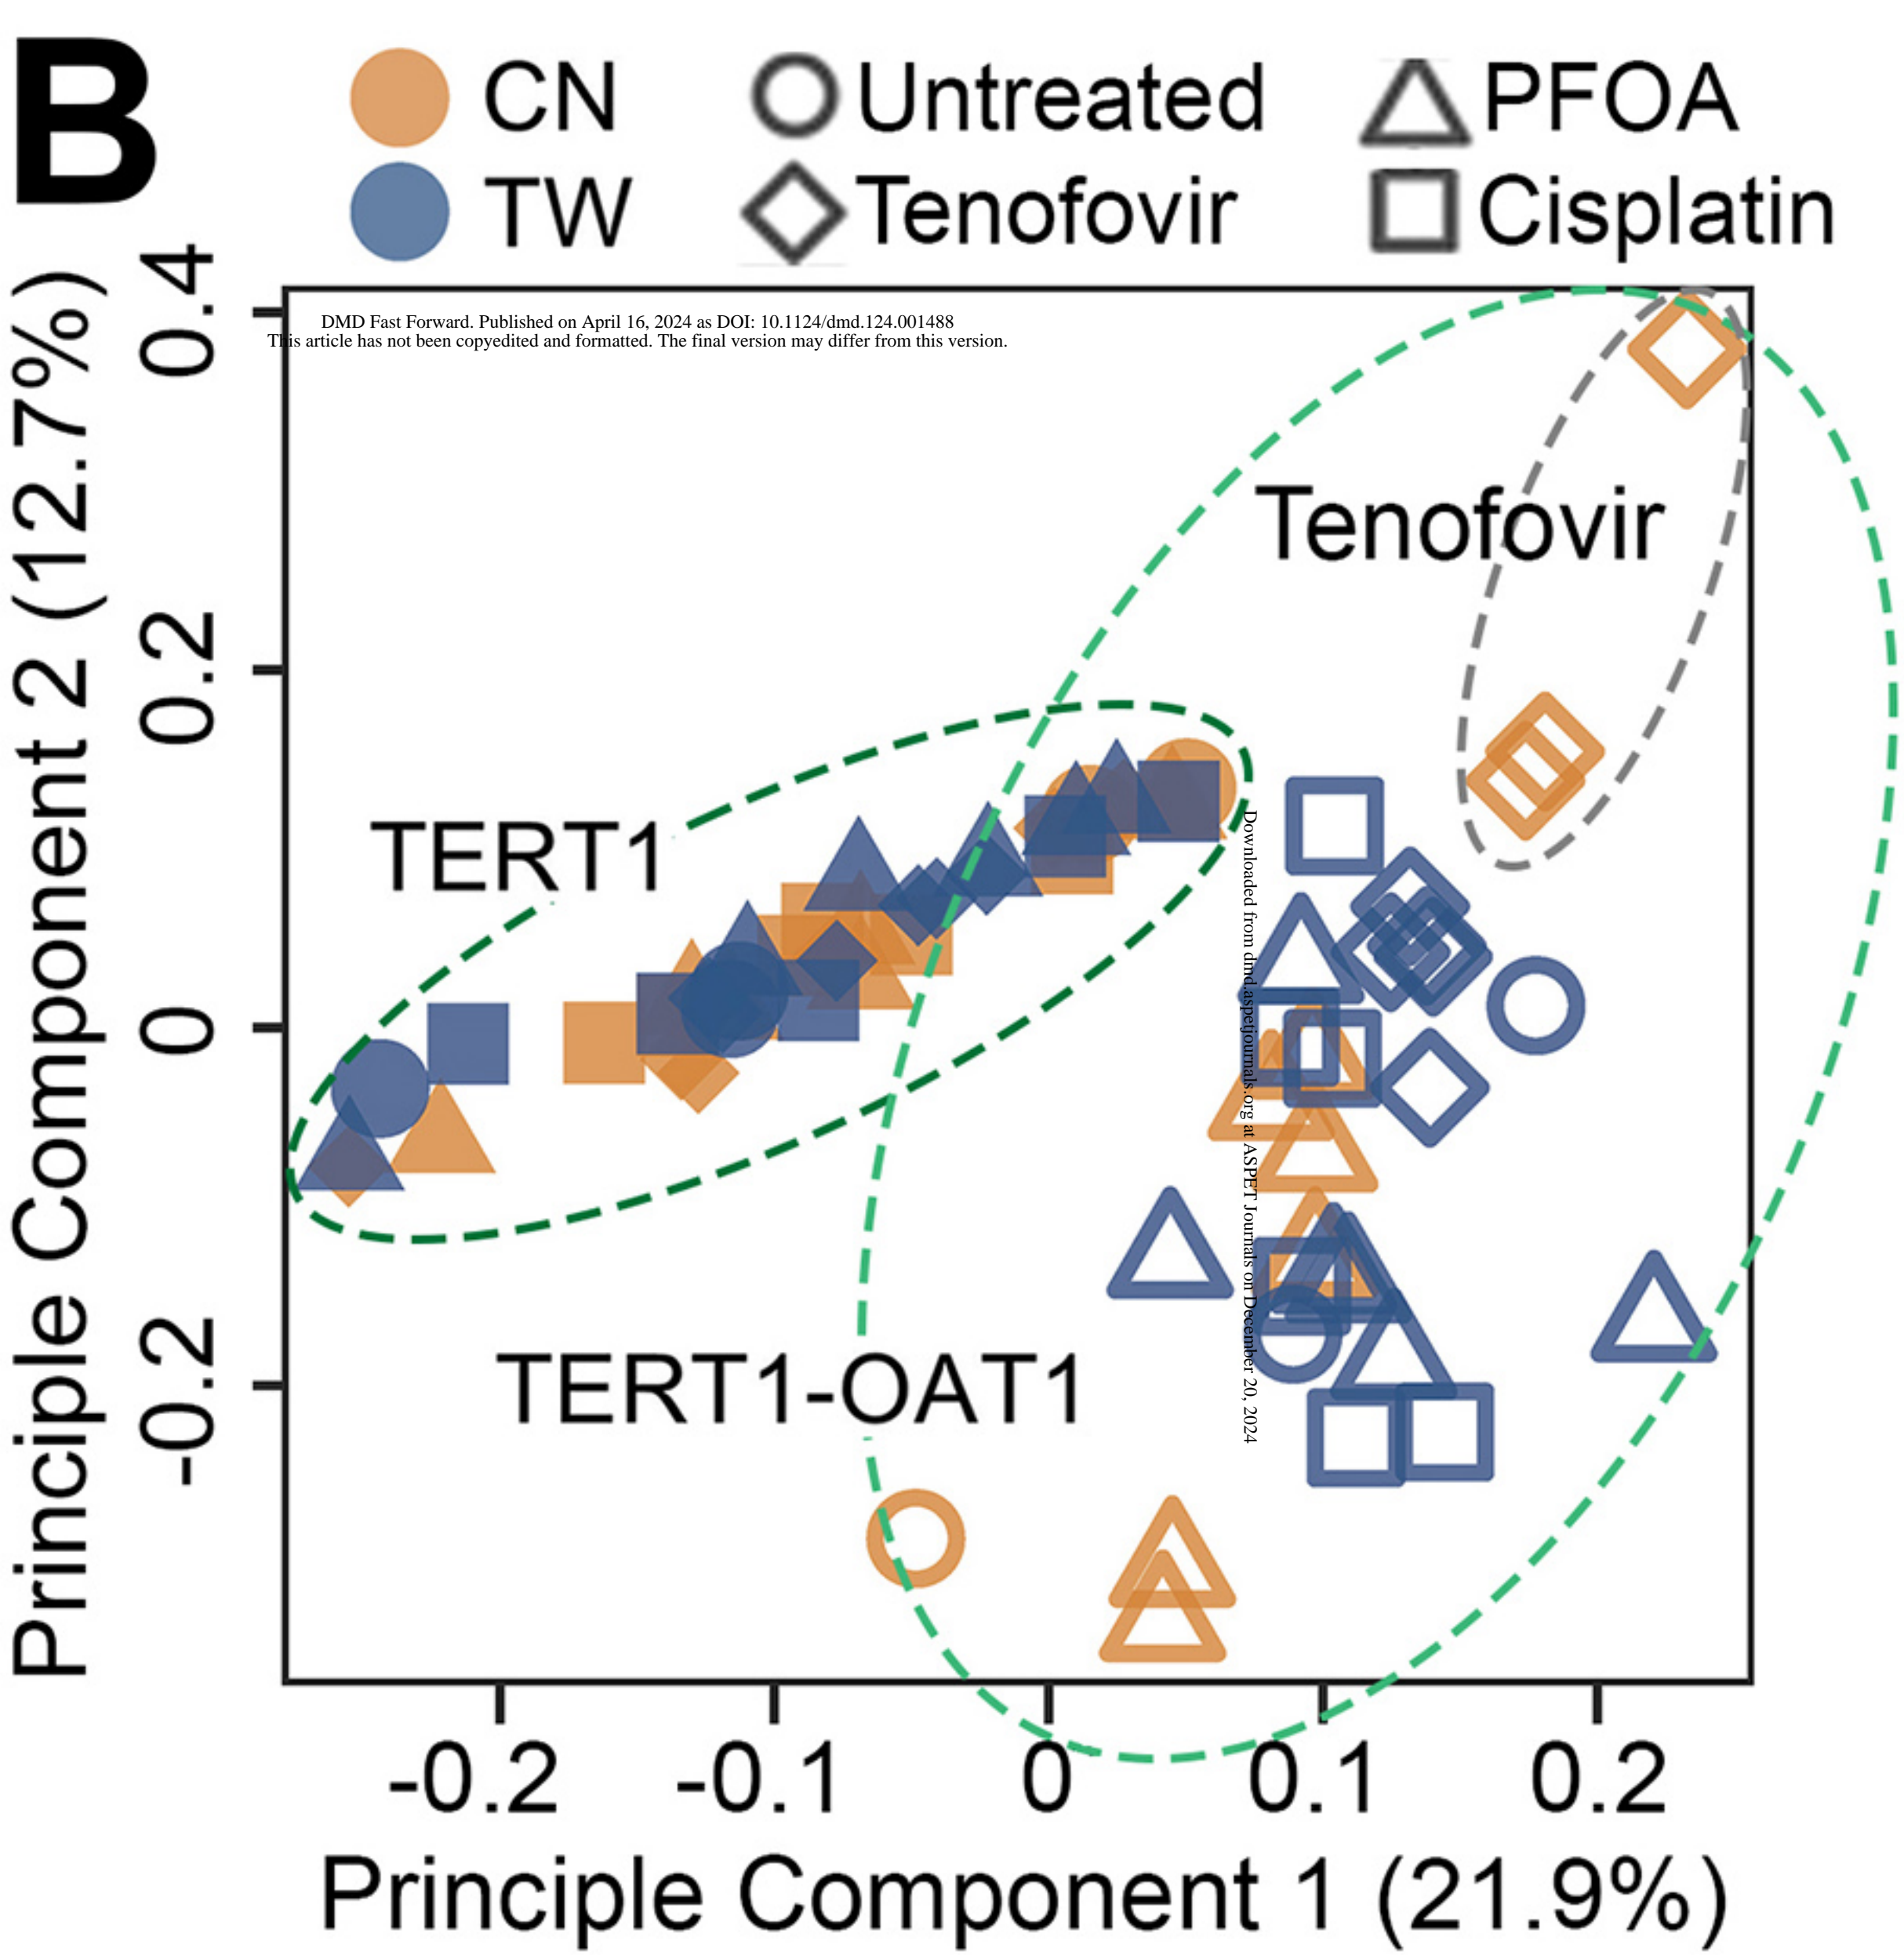 B
CN
Untreated
PFOA
TW
Tenofovir
Cisplatin
DMD Fast Forward. Published on April 16, 2024 as DOI: 10.1124/dmd.124.001488
This article has not been copyedited and formatted. The final version may differ from this version.
Principle Component 2 (12.7%)
0.4
0.2
0
-0.2
Tenofovir
TERT1
TERT1-OAT1
Downloaded from dmd.aspetjournals.org at ASPET Journals on December 20, 2024
-0.2
-0.1
0
0.1
0.2
Principle Component 1 (21.9%)